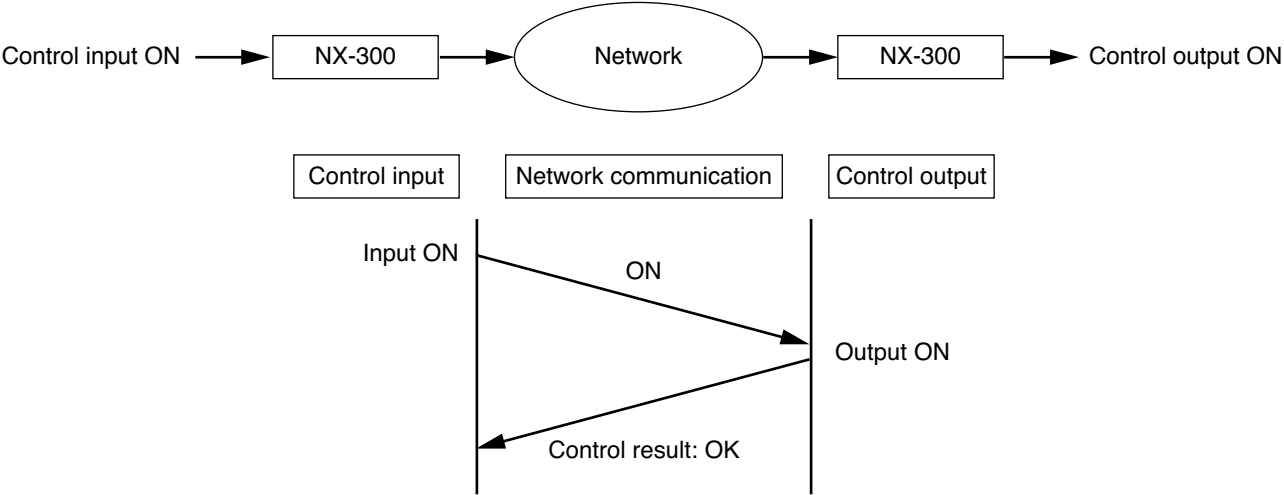 Control input ON
NX-300
Network
NX-300
Control output ON
Control input
Network communication
Control output
Input ON
ON
Output ON
Control result: OK